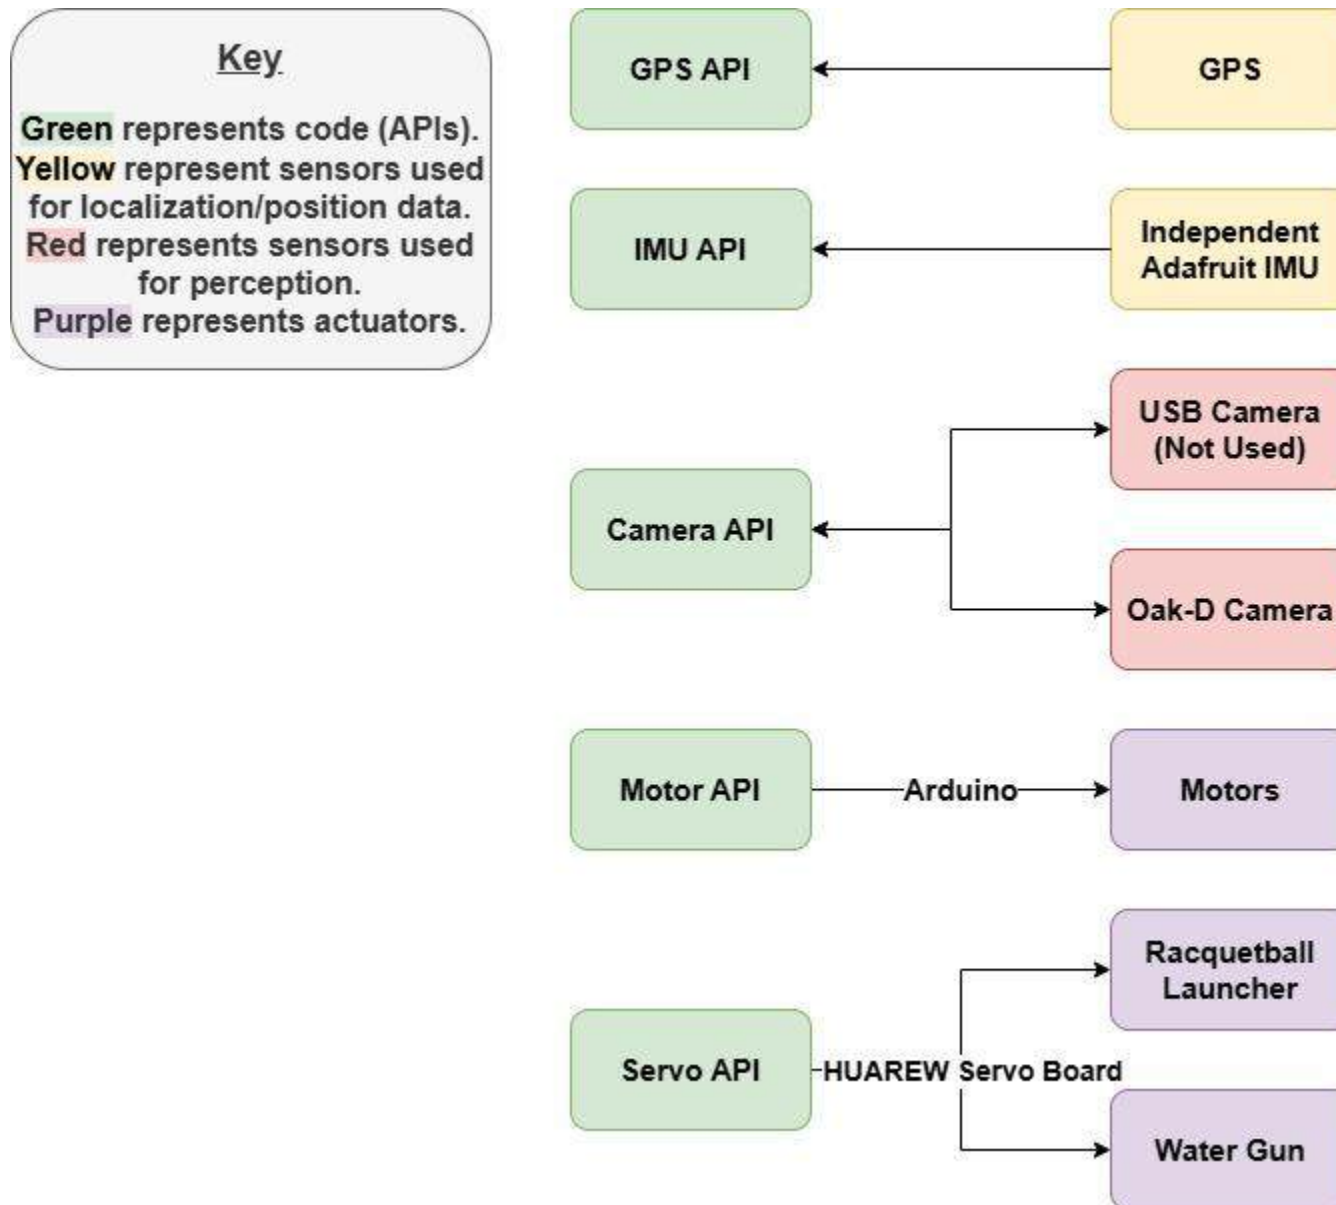 Key
Green represents code (APIs).
Yellow represent sensors used
for localization/position data.
Red represents sensors used
for perception.
Purple represents actuators.
GPS API
GPS
IMU API
Independent
Adafruit IMU
USB Camera
(Not Used)
Camera API
Oak-D Camera
Motor API
Arduino
Motors
Racquetball
Launcher
Servo API
HUAREW Servo Board
Water Gun